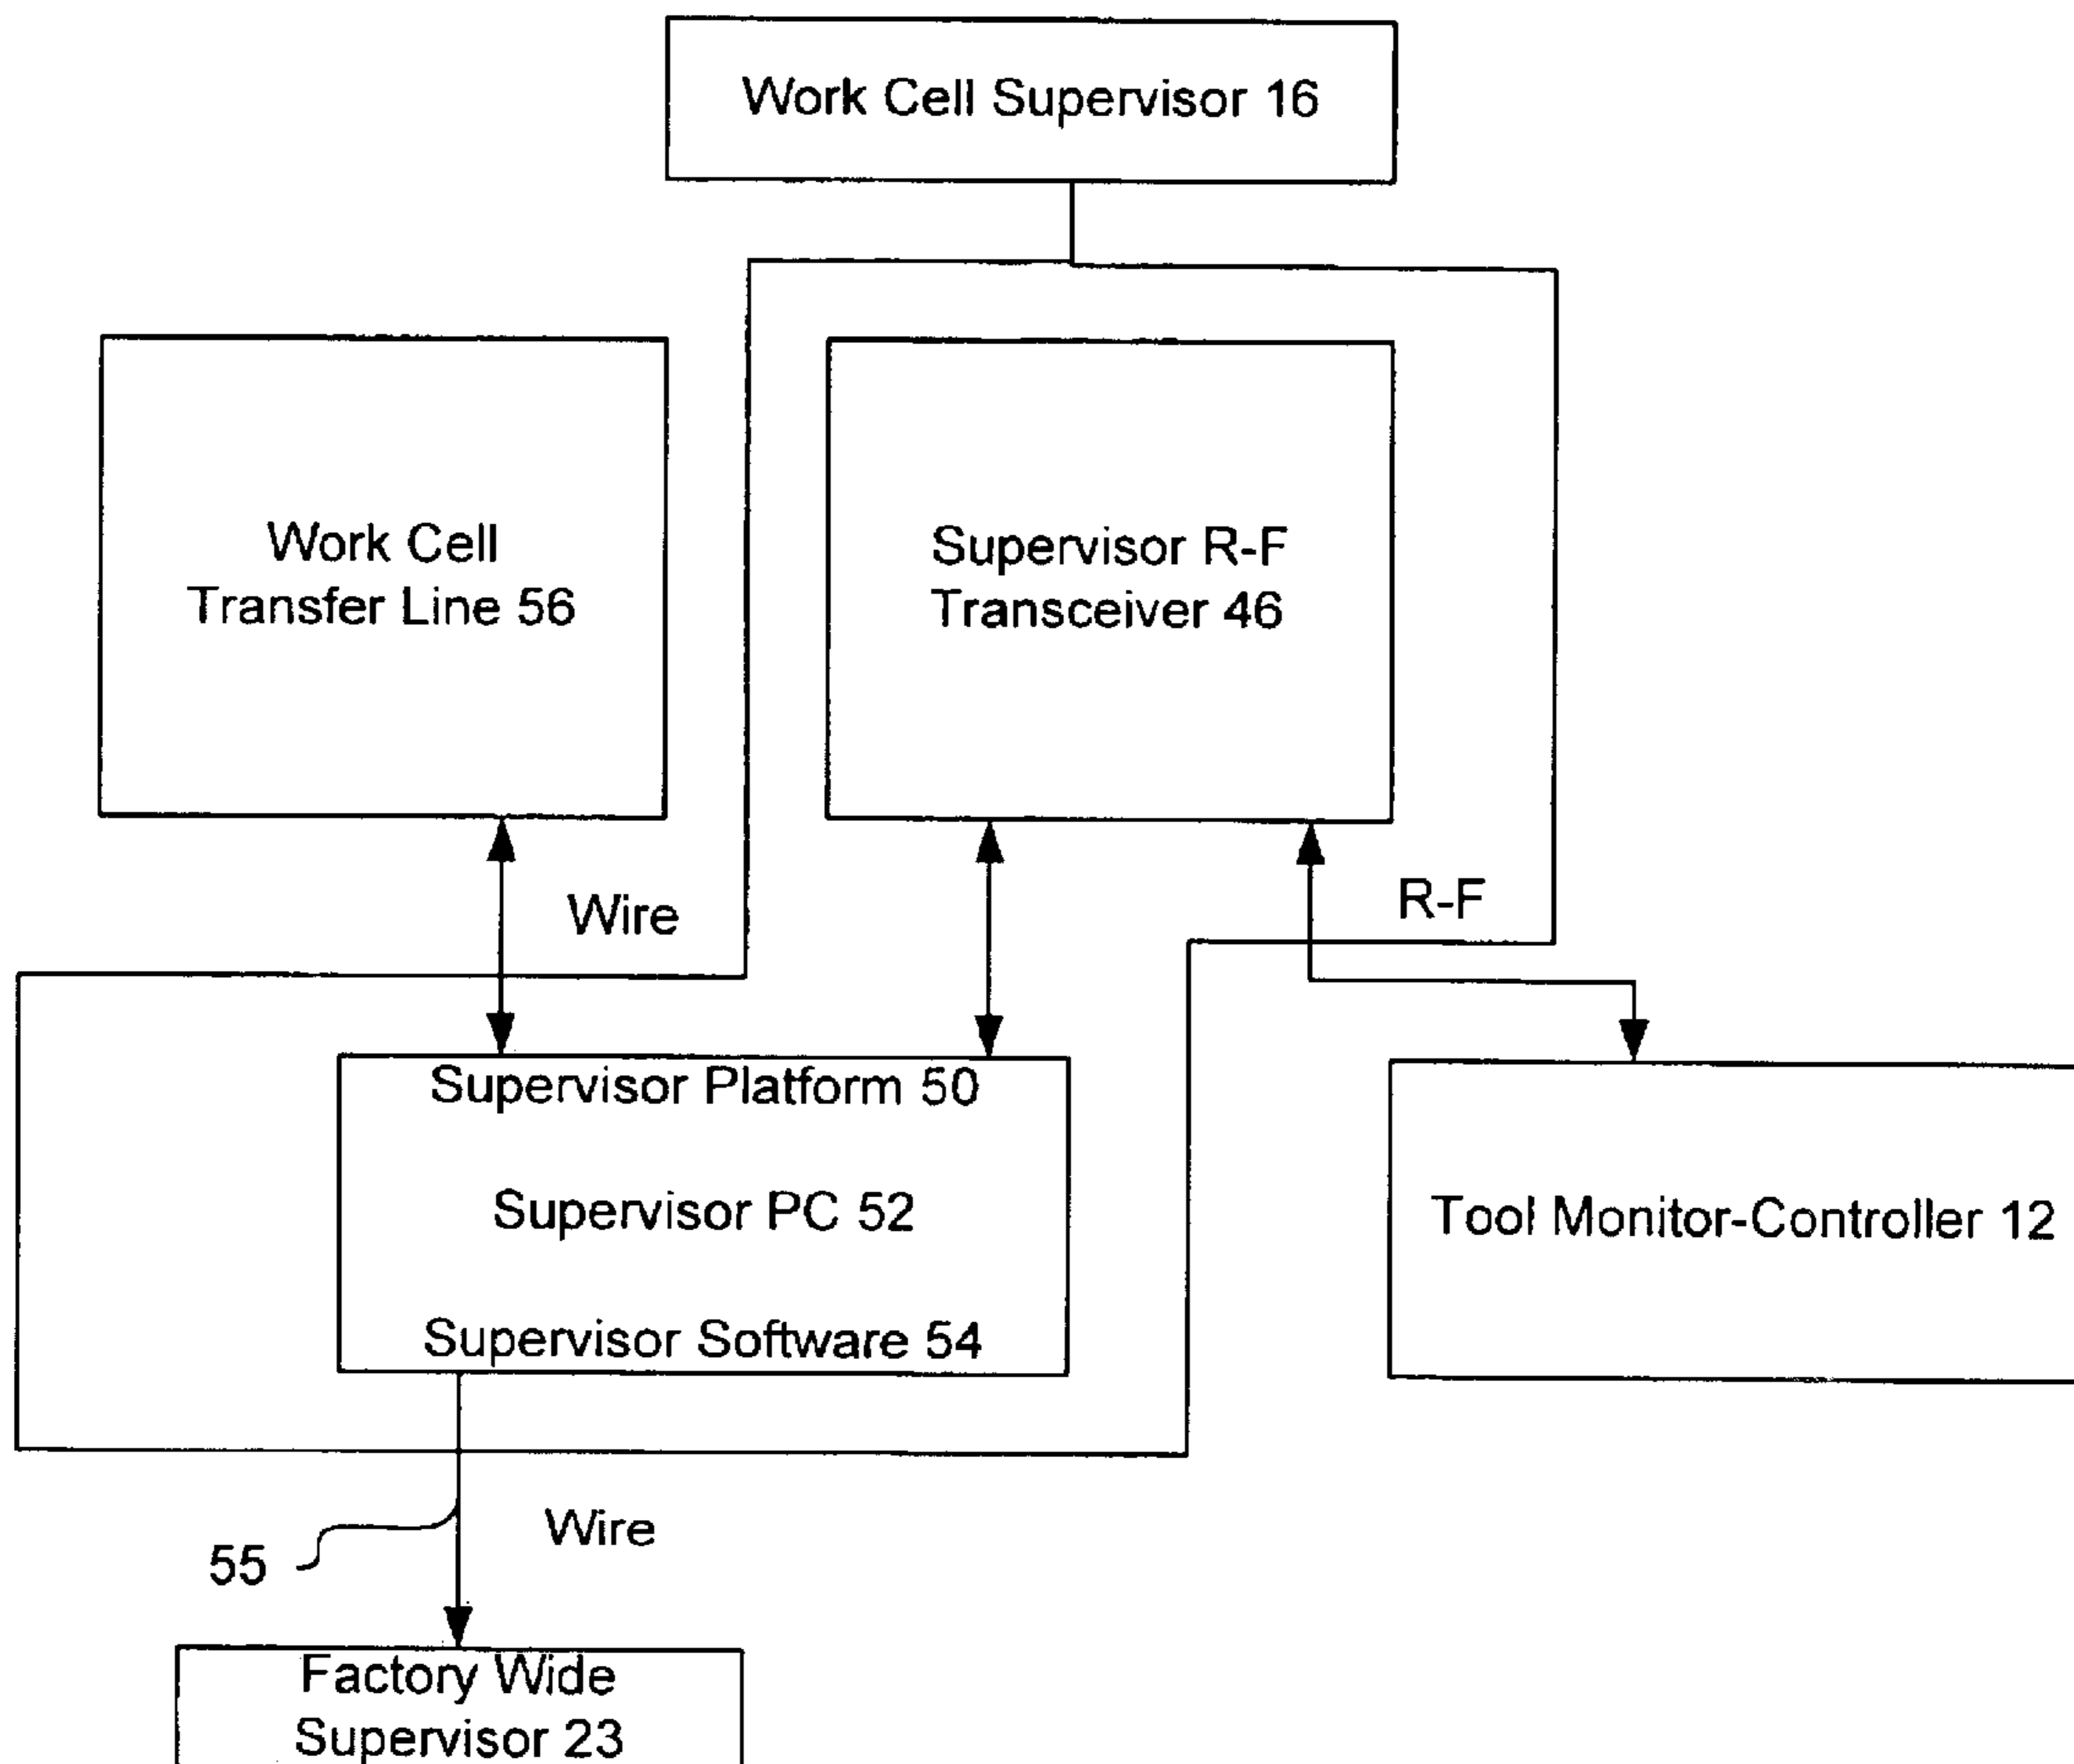 Work Cell Supervisor 16
Work Cell
Transfer Line 56
Supervisor R-F
Transceiver 46
Wire
R-F
Supervisor Platform 50
Supervisor PC 52
Supervisor Software 54
Tool Monitor-Controller 12
Wire
55
Factory Wide
Supervisor 23